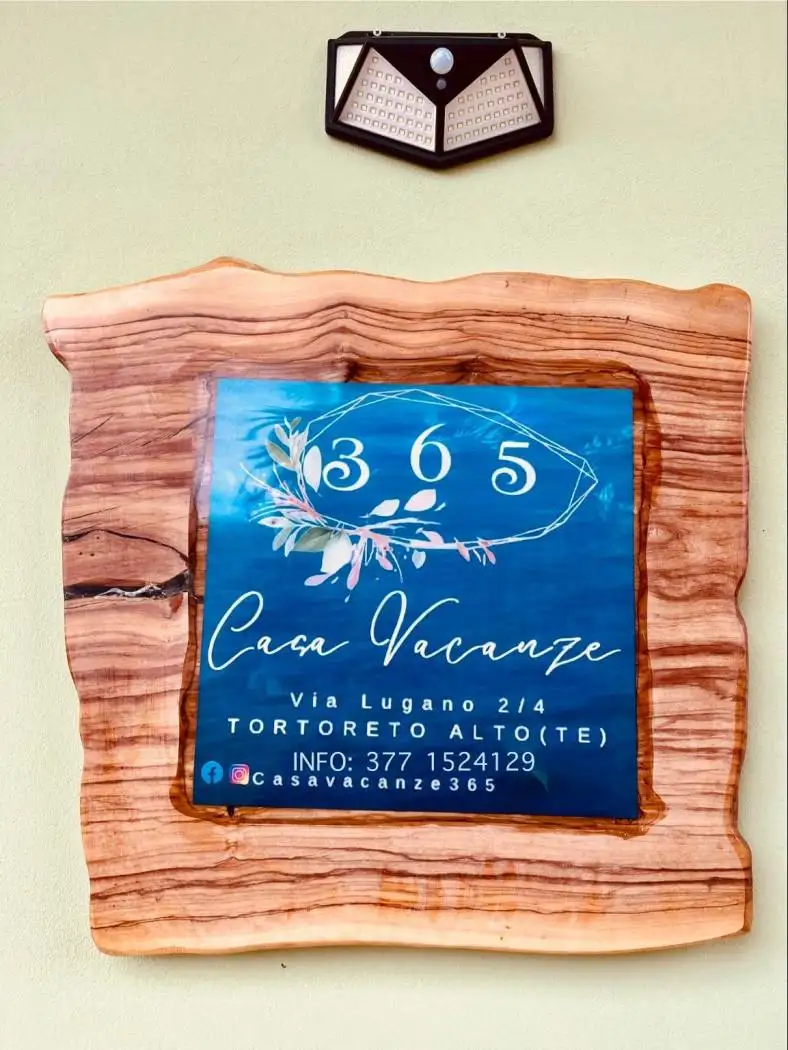 365
Casa Vacanze
Via Lugano 2/4
TORTORETO ALTO(TE)
INFO: 377 1524129
Casavacanze365